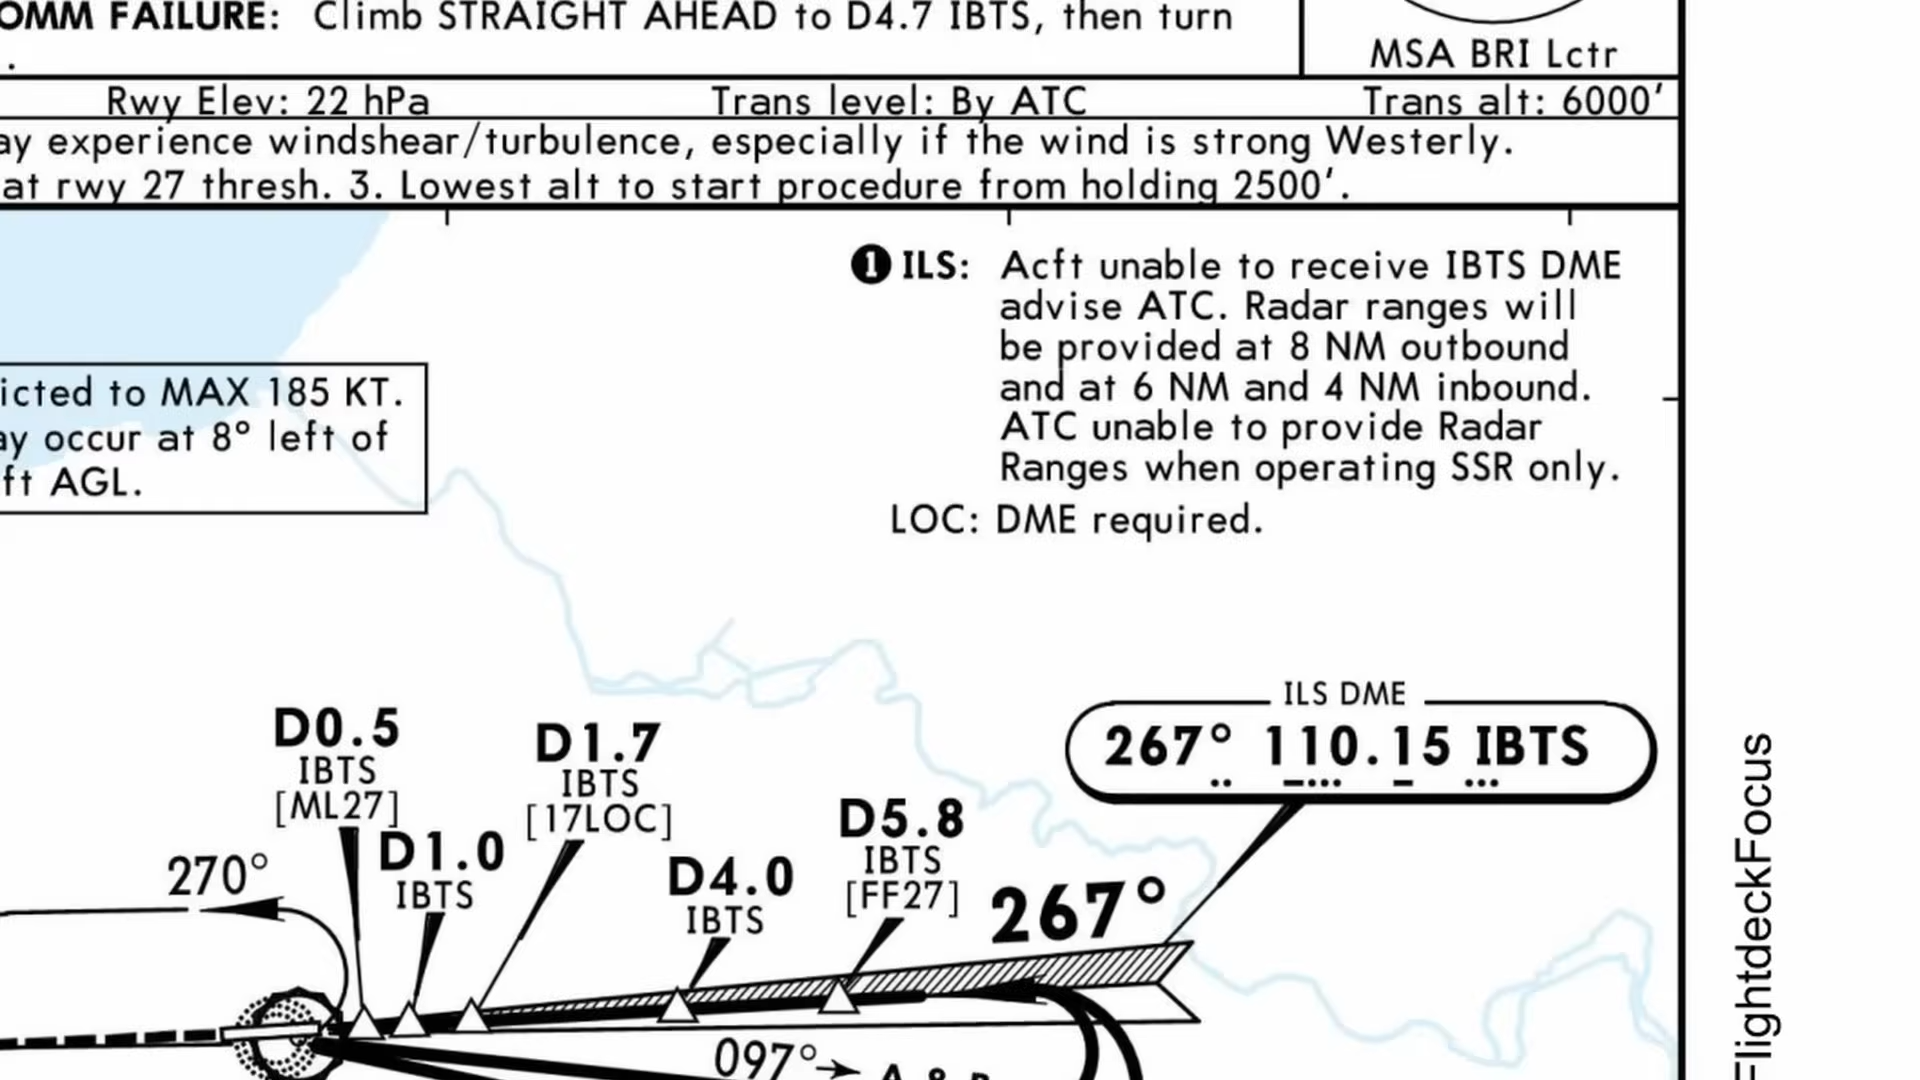 OMM FAILURE: Climb STRAIGHT AHEAD to D4.7 IBTS, then turn
.
MSA BRI Lctr
Rwy Elev: 22 hPa Trans level: By ATC Trans alt: 6000'
ay experience windshear/turbulence, especially if the wind is strong Westerly.
at rwy 27 thresh. 3. Lowest alt to start procedure from holding 2500'.
1 ILS: Acft unable to receive IBTS DME
advise ATC. Radar ranges will
be provided at 8 NM outbound
and at 6 NM and 4 NM inbound.
ATC unable to provide Radar
Ranges when operating SSR only.
LOC: DME required.
icted to MAX 185 KT.
ay occur at 8° left of
ft AGL.
ILS DME
267° 110.15 IBTS
D0.5
IBTS
[ML27]
D1.7
IBTS
[17LOC]
D1.0
IBTS
D4.0
IBTS
D5.8
IBTS
[FF27]
267°
270°
097°
FlightdeckFocus